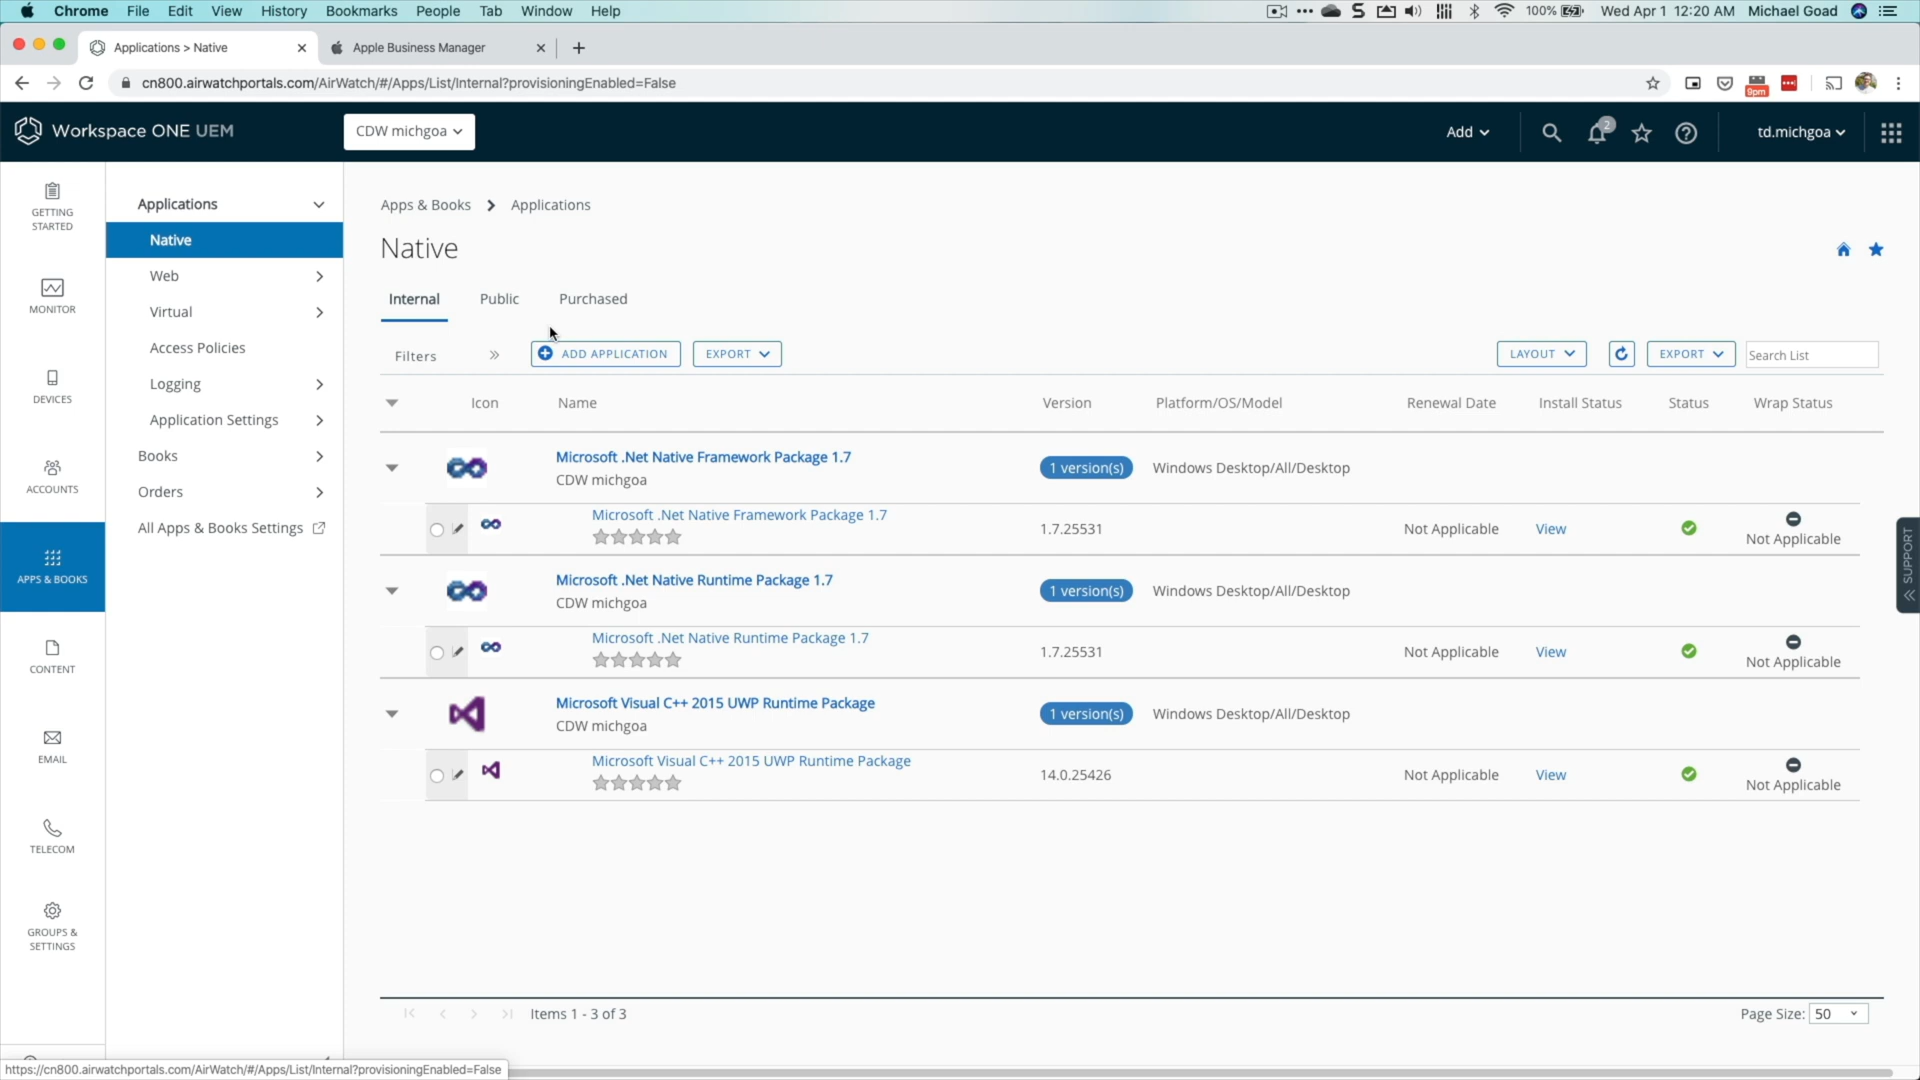 Chrome File Edit View History Bookmarks People Tab Window Help 100% Wed Apr 1 12:20 AM Michael Goad
Applications > Native Apple Business Manager
cn800.airwatchportals.com/AirWatch/#/Apps/List/Internal?provisioningEnabled=False 9pm
Workspace ONE UEM CDW michgoa Add 2 td.michgoa
GETTING
STARTED
MONITOR
DEVICES
ACCOUNTS
APPS & BOOKS
CONTENT
EMAIL
TELECOM
GROUPS &
SETTINGS
Applications
Native
Web
Virtual
Access Policies
Logging
Application Settings
Books
Orders
All Apps & Books Settings
Apps & Books Applications
Native
Internal Public Purchased
Filters ADD APPLICATION EXPORT LAYOUT EXPORT Search List
Icon Name Version Platform/OS/Model Renewal Date Install Status Status Wrap Status
Microsoft .Net Native Framework Package 1.7 1 version(s) Windows Desktop/All/Desktop
CDW michgoa
Microsoft .Net Native Framework Package 1.7 1.7.25531 Not Applicable View Not Applicable
Microsoft .Net Native Runtime Package 1.7 1 version(s) Windows Desktop/All/Desktop
CDW michgoa
Microsoft .Net Native Runtime Package 1.7 1.7.25531 Not Applicable View Not Applicable
Microsoft Visual C++ 2015 UWP Runtime Package 1 version(s) Windows Desktop/All/Desktop
CDW michgoa
Microsoft Visual C++ 2015 UWP Runtime Package 14.0.25426 Not Applicable View Not Applicable
SUPPORT
Items 1 - 3 of 3 Page Size: 50
https://cn800.airwatchportals.com/AirWatch/#/Apps/List/Internal?provisioningEnabled=False